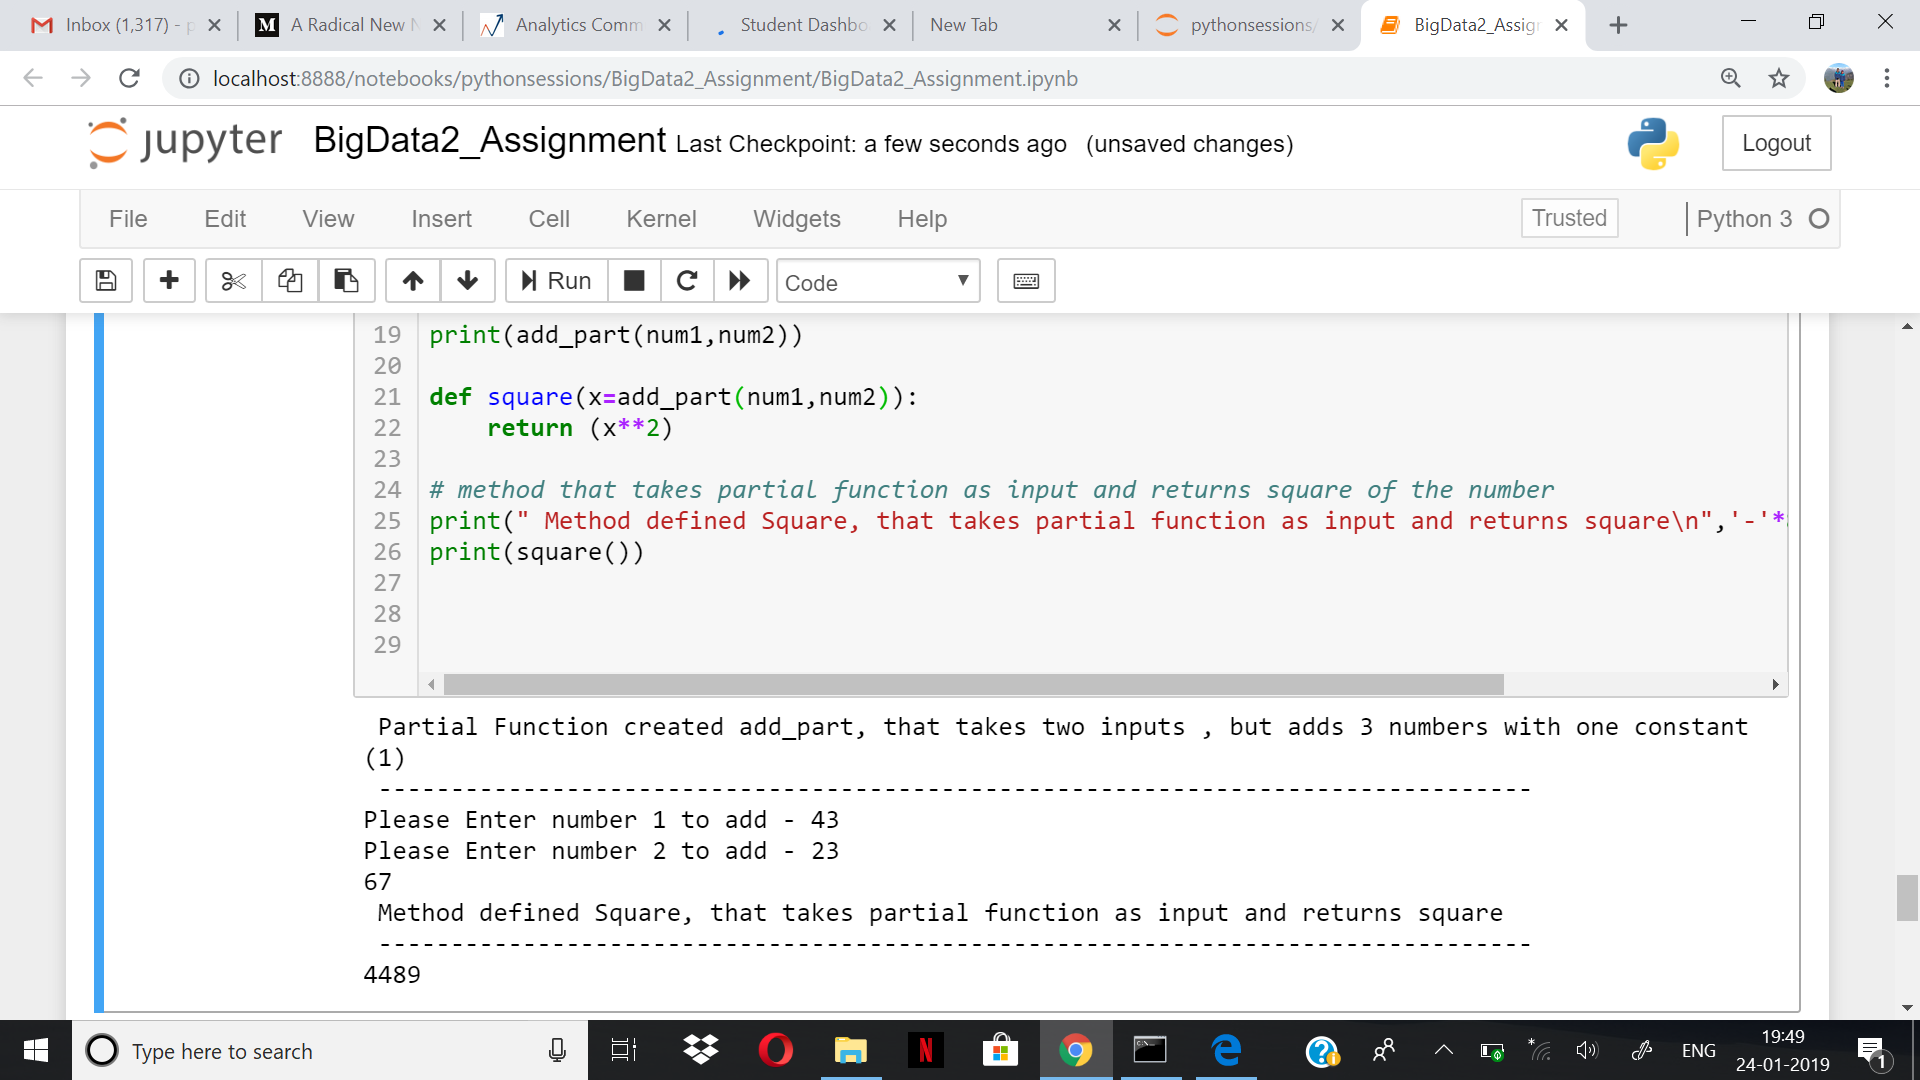 Inbox (1,317) - p
M A Radical New N
Analytics Comm
Student Dashbo
New Tab
pythonsessions/
BigData2_Assign
localhost:8888/notebooks/pythonsessions/BigData2_Assignment/BigData2_Assignment.ipynb
jupyter BigData2_Assignment Last Checkpoint: a few seconds ago (unsaved changes)
Logout
File Edit View Insert Cell Kernel Widgets Help
Trusted
Python 3
Run
Code
19 print(add_part(num1,num2))
20
21 def square(x=add_part(num1,num2)):
22     return (x**2)
23
24 # method that takes partial function as input and returns square of the number
25 print(" Method defined Square, that takes partial function as input and returns square\n",'-'*
26 print(square())
27
28
29
Partial Function created add_part, that takes two inputs , but adds 3 numbers with one constant
(1)
--------------------------------------------------------------------------------
Please Enter number 1 to add - 43
Please Enter number 2 to add - 23
67
Method defined Square, that takes partial function as input and returns square
--------------------------------------------------------------------------------
4489
Type here to search
N
ENG
19:49
24-01-2019
1